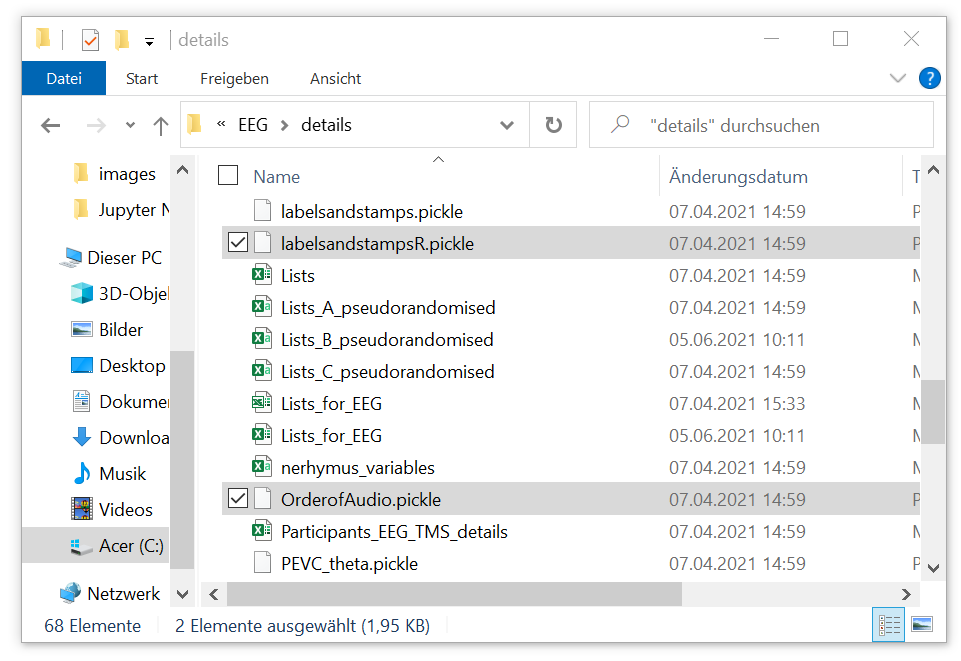 details
Datei Start Freigeben Ansicht
« EEG > details "details" durchsuchen
images
Jupyter N
Dieser PC
3D-Objel
Bilder
Desktop
Dokumer
Downloa
Musik
Videos
Acer (C:)
Netzwerk
Name Änderungsdatum T
labelsandstamps.pickle 07.04.2021 14:59 P
labelsandstampsR.pickle 07.04.2021 14:59 P
Lists 07.04.2021 14:59 M
Lists_A_pseudorandomised 07.04.2021 14:59 M
Lists_B_pseudorandomised 05.06.2021 10:11 M
Lists_C_pseudorandomised 07.04.2021 14:59 M
Lists_for_EEG 07.04.2021 15:33 M
Lists_for_EEG 05.06.2021 10:11 M
nerhymus_variables 07.04.2021 14:59 M
OrderofAudio.pickle 07.04.2021 14:59 P
Participants_EEG_TMS_details 07.04.2021 14:59 M
PEVC_theta.pickle 07.04.2021 14:59 P
68 Elemente 2 Elemente ausgewählt (1,95 KB)